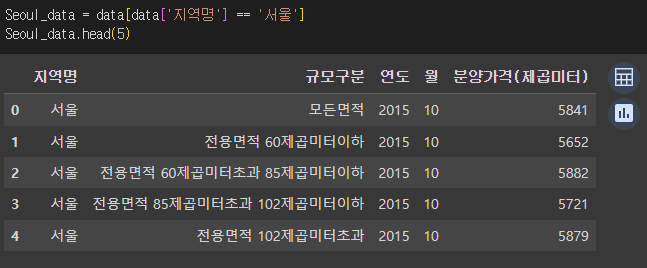 Seoul_data = data[data['지역명'] == '서울']
Seoul_data.head(5)
지역명 규모구분 연도 월 분양가격(제곱미터)
0 서울 모든면적 2015 10 5841
1 서울 전용면적 60제곱미터이하 2015 10 5652
2 서울 전용면적 60제곱미터초과 85제곱미터이하 2015 10 5882
3 서울 전용면적 85제곱미터초과 102제곱미터이하 2015 10 5721
4 서울 전용면적 102제곱미터초과 2015 10 5879